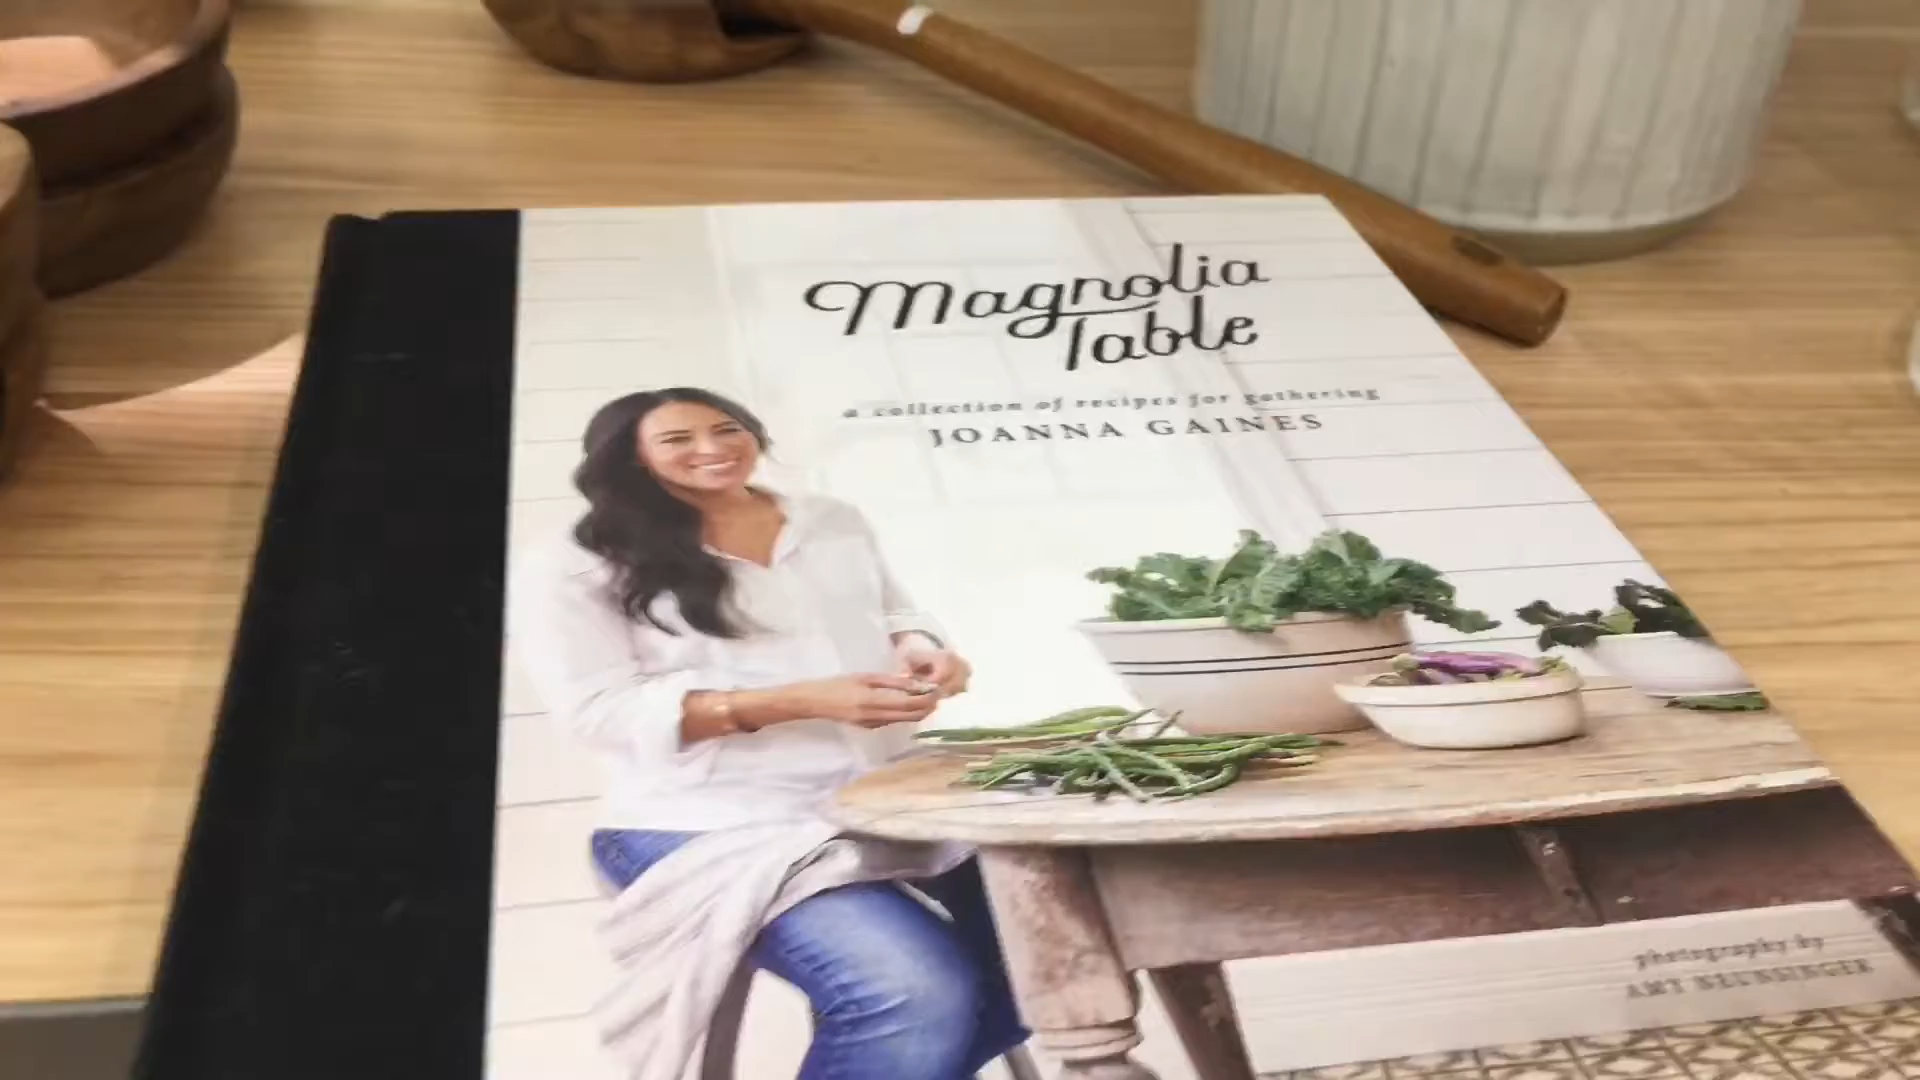 Magnolia
Table
a collection of recipes for gathering
JOANNA GAINES
photography by
AMY NEUNSINGER